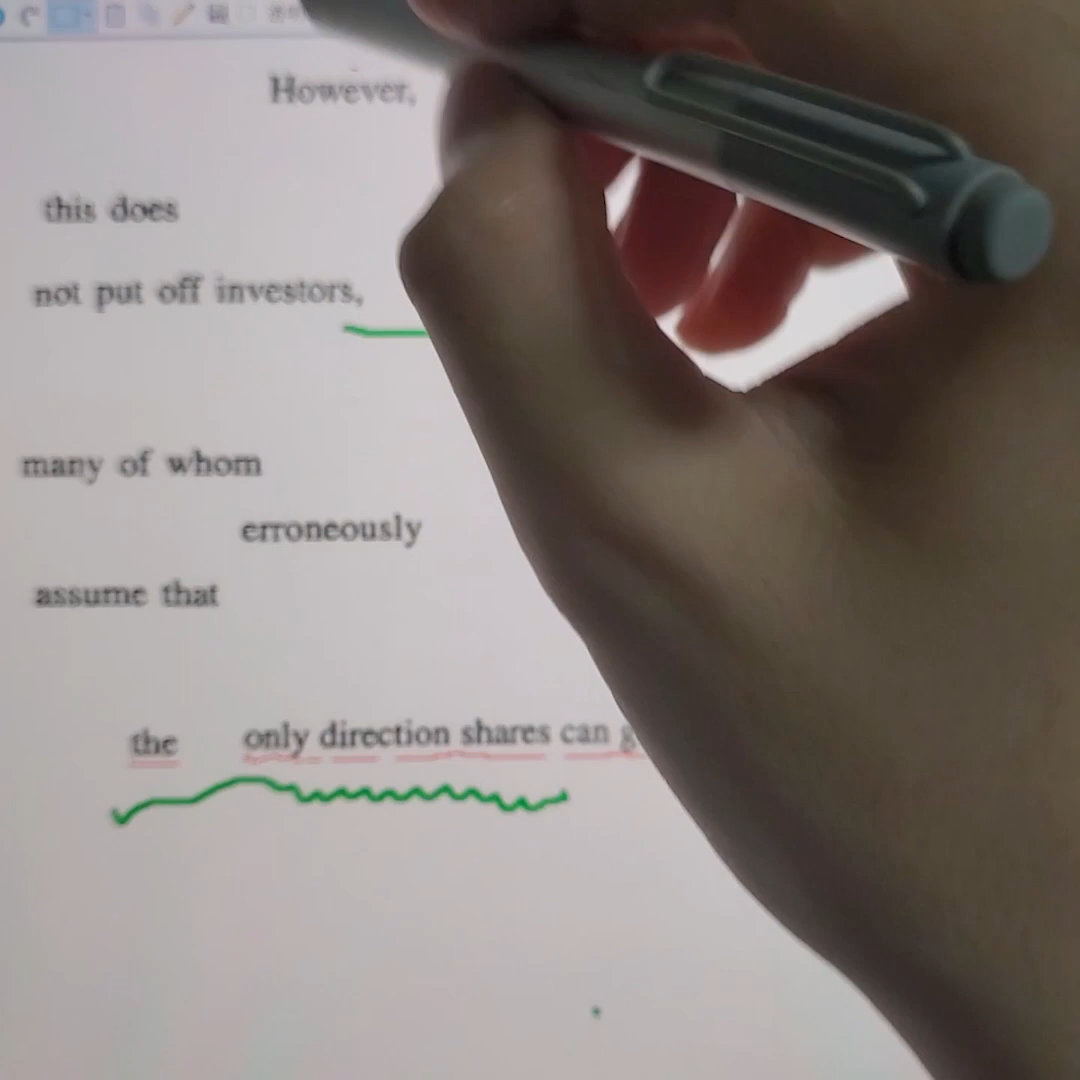 However,
this does
not put off investors,
many of whom
erroneously
assume that
the only direction shares can